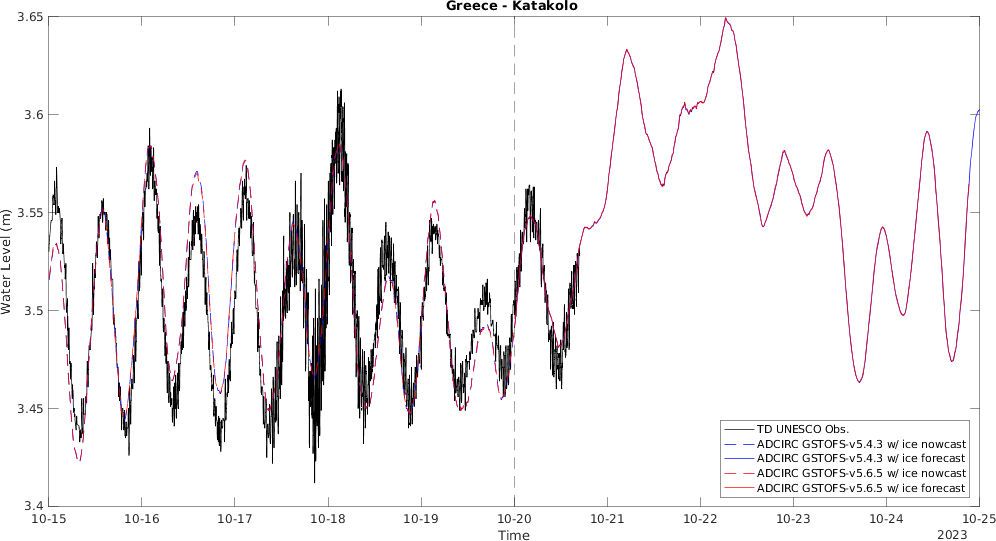 Greece - Katakolo
3.65
3.6
3.55
3.5
3.45
3.4
Water Level (m)
TD UNESCO Obs.
ADCIRC GSTOFS-v5.4.3 w/ ice nowcast
ADCIRC GSTOFS-v5.4.3 w/ ice forecast
ADCIRC GSTOFS-v5.6.5 w/ ice nowcast
ADCIRC GSTOFS-v5.6.5 w/ ice forecast
10-15 10-16 10-17 10-18 10-19 10-20 10-21 10-22 10-23 10-24 10-25
Time 2023